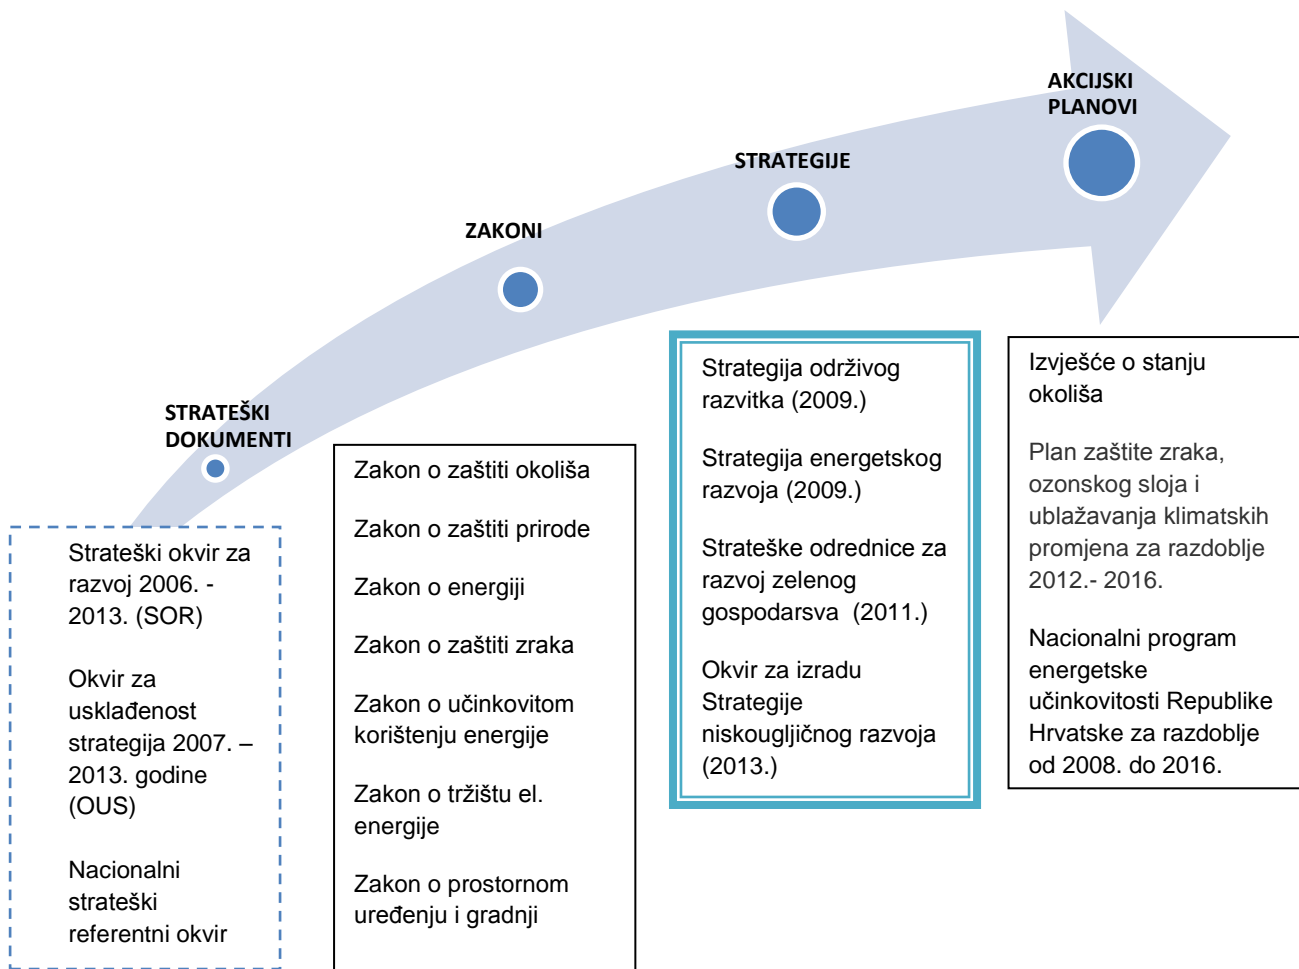 AKCIJSKI
PLANOVI
STRATEGIJE
ZAKONI
STRATEŠKI
DOKUMENTI
Strateški okvir za
razvoj 2006. -
2013. (SOR)
Okvir za
usklađenost
strategija 2007. –
2013. godine
(OUS)
Nacionalni
strateški
referentni okvir
Zakon o zaštiti okoliša
Zakon o zaštiti prirode
Zakon o energiji
Zakon o zaštiti zraka
Zakon o učinkovitom
korištenju energije
Zakon o tržištu el.
energije
Zakon o prostornom
uređenju i gradnji
Strategija održivog
razvitka (2009.)
Strategija energetskog
razvoja (2009.)
Strateške odrednice za
razvoj zelenog
gospodarsva (2011.)
Okvir za izradu
Strategije
niskougljičnog razvoja
(2013.)
Izvješće o stanju
okoliša
Plan zaštite zraka,
ozonskog sloja i
ublažavanja klimatskih
promjena za razdoblje
2012.- 2016.
Nacionalni program
energetske
učinkovitosti Republike
Hrvatske za razdoblje
od 2008. do 2016.